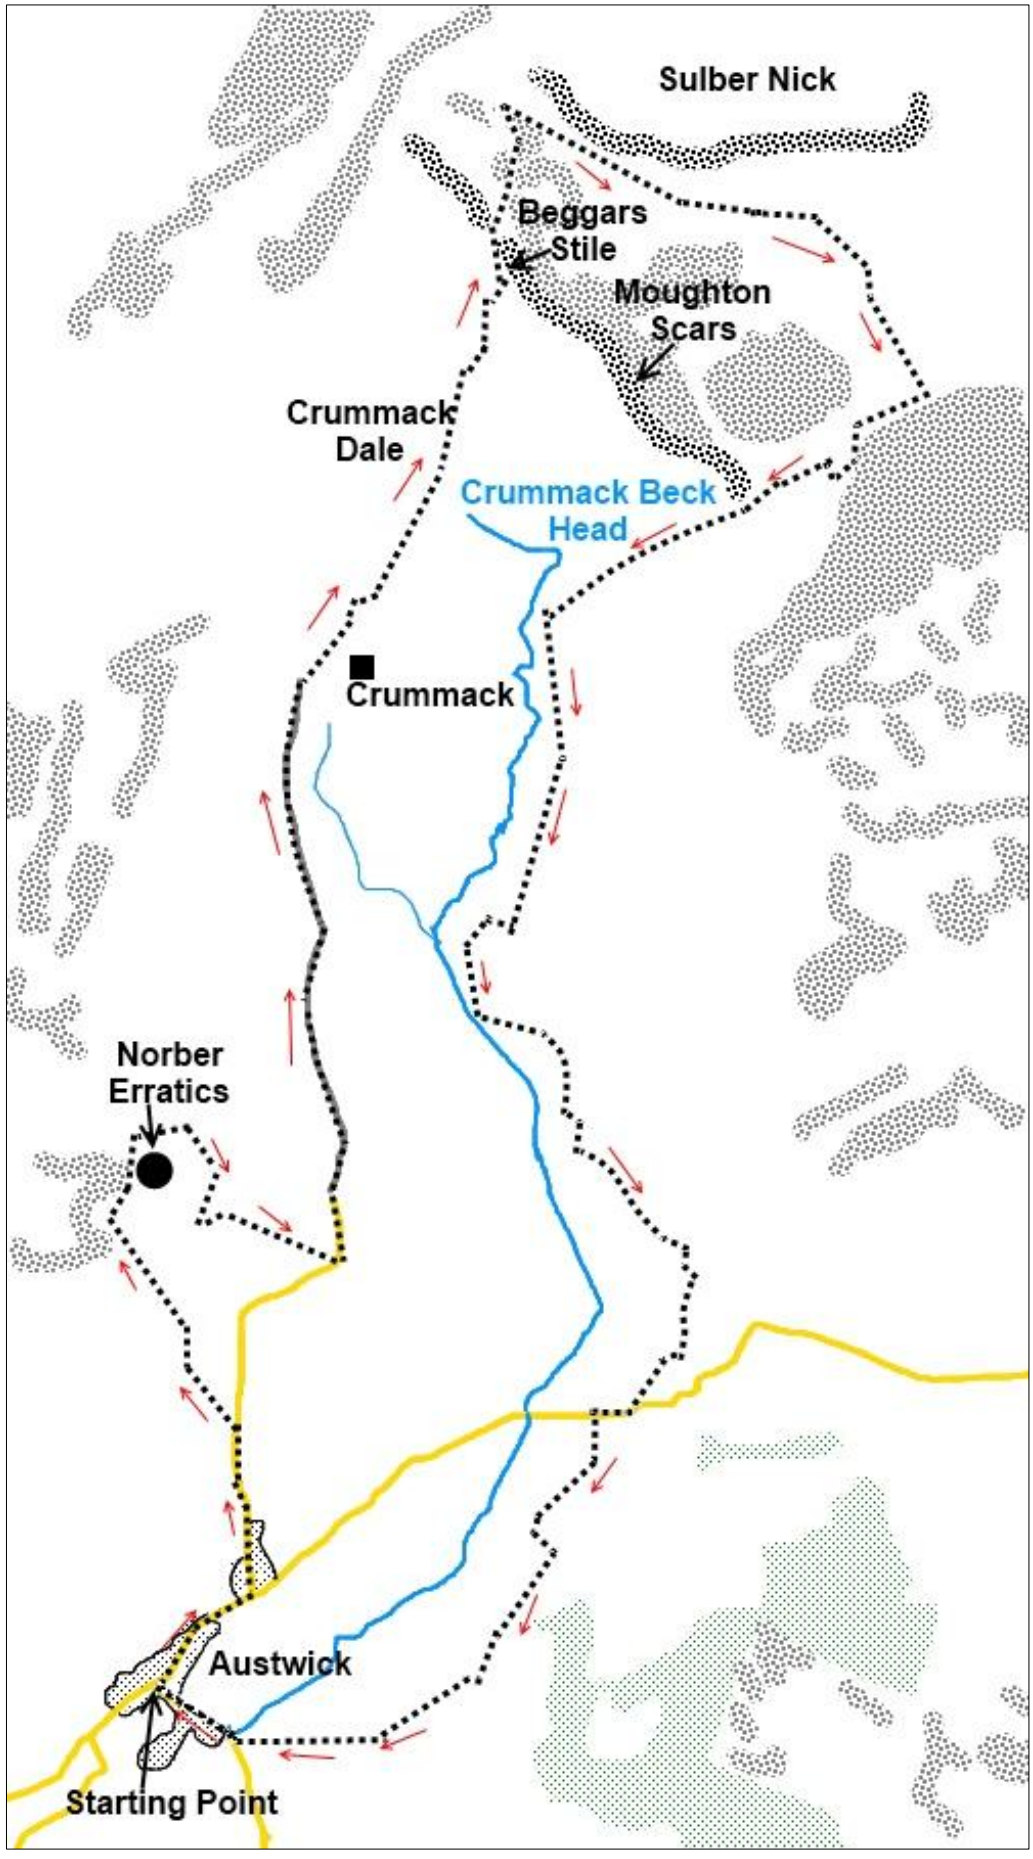 Sulber Nick
Beggars
Stile
Moughton
Scars
Crummack
Dale
Crummack Beck
Head
Crummack
Norber
Erratics
Austwick
Starting Point